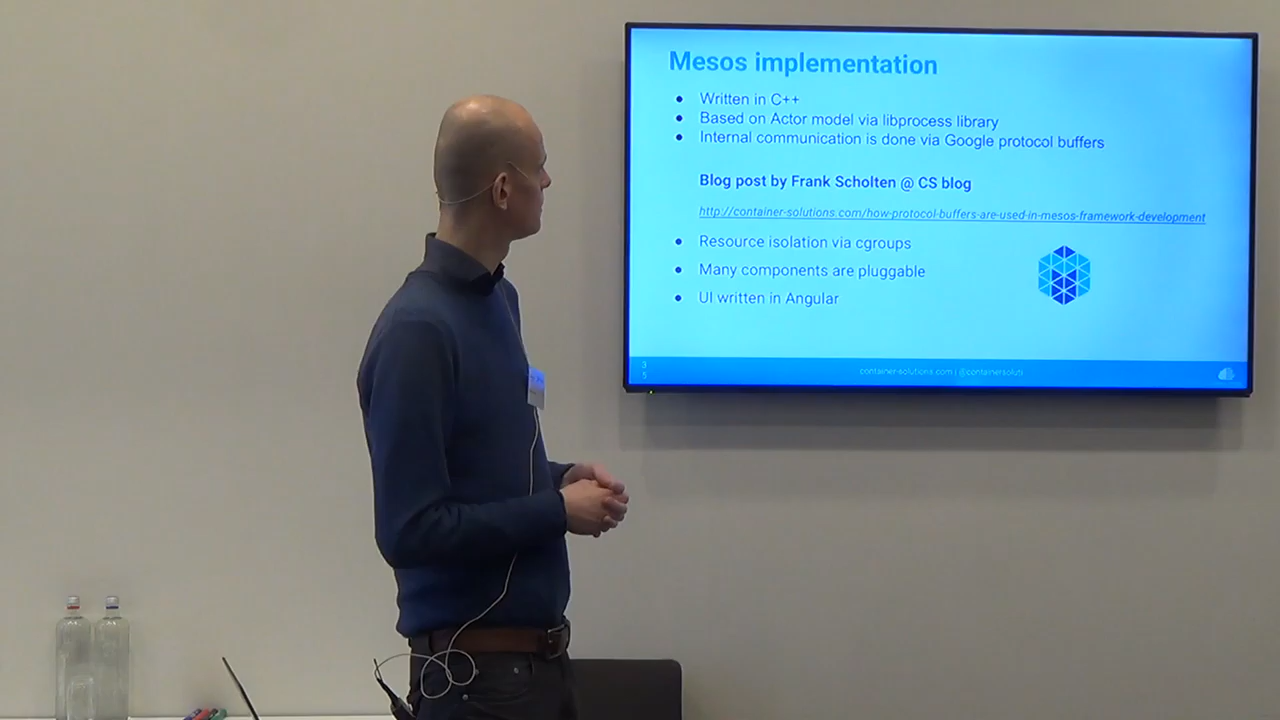 Mesos implementation
Written in C++
Based on Actor model via libprocess library
Internal communication is done via Google protocol buffers
Blog post by Frank Scholten @ CS blog
http://container-solutions.com/how-protocol-buffers-are-used-in-mesos-framework-development
Resource isolation via cgroups
Many components are pluggable
UI written in Angular
3
5
container-solutions.com | @containersoluti